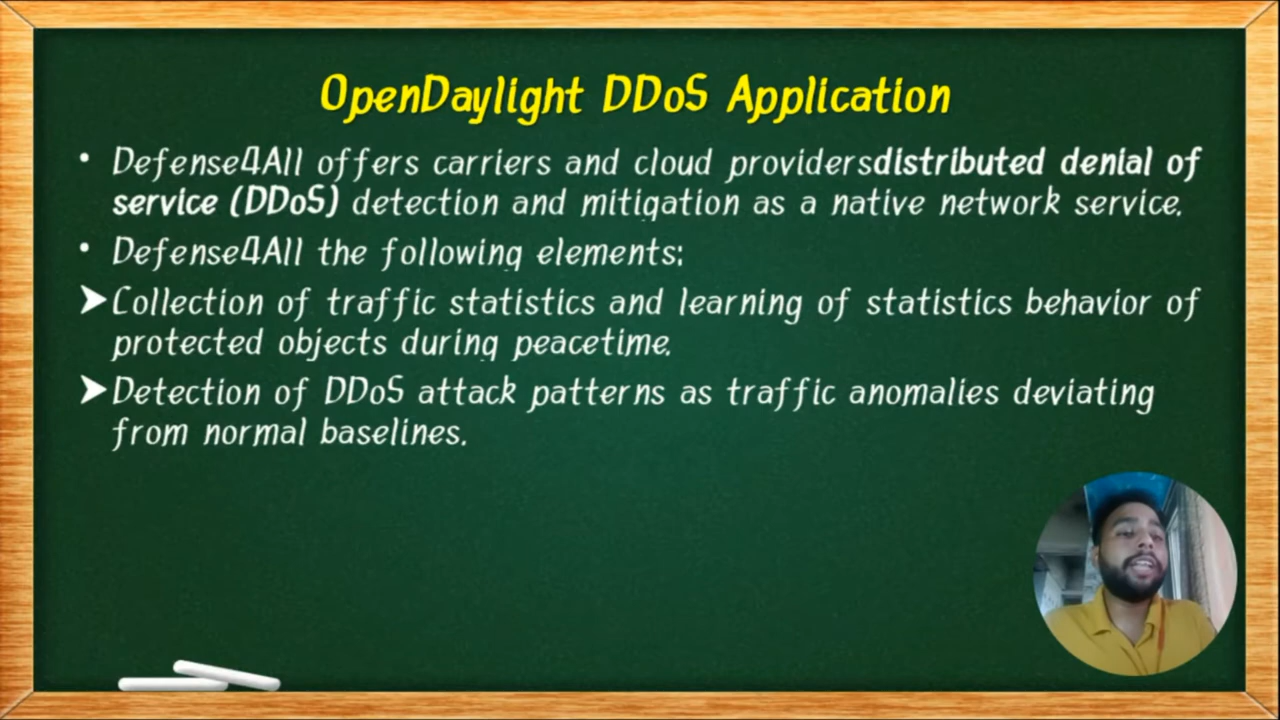 OpenDaylight DDoS Application
• Defense4All offers carriers and cloud providersdistributed denial of
service (DDoS) detection and mitigation as a native network service.
• Defense4All the following elements:
➤Collection of traffic statistics and learning of statistics behavior of
protected objects during peacetime.
➤Detection of DDoS attack patterns as traffic anomalies deviating
from normal baselines.